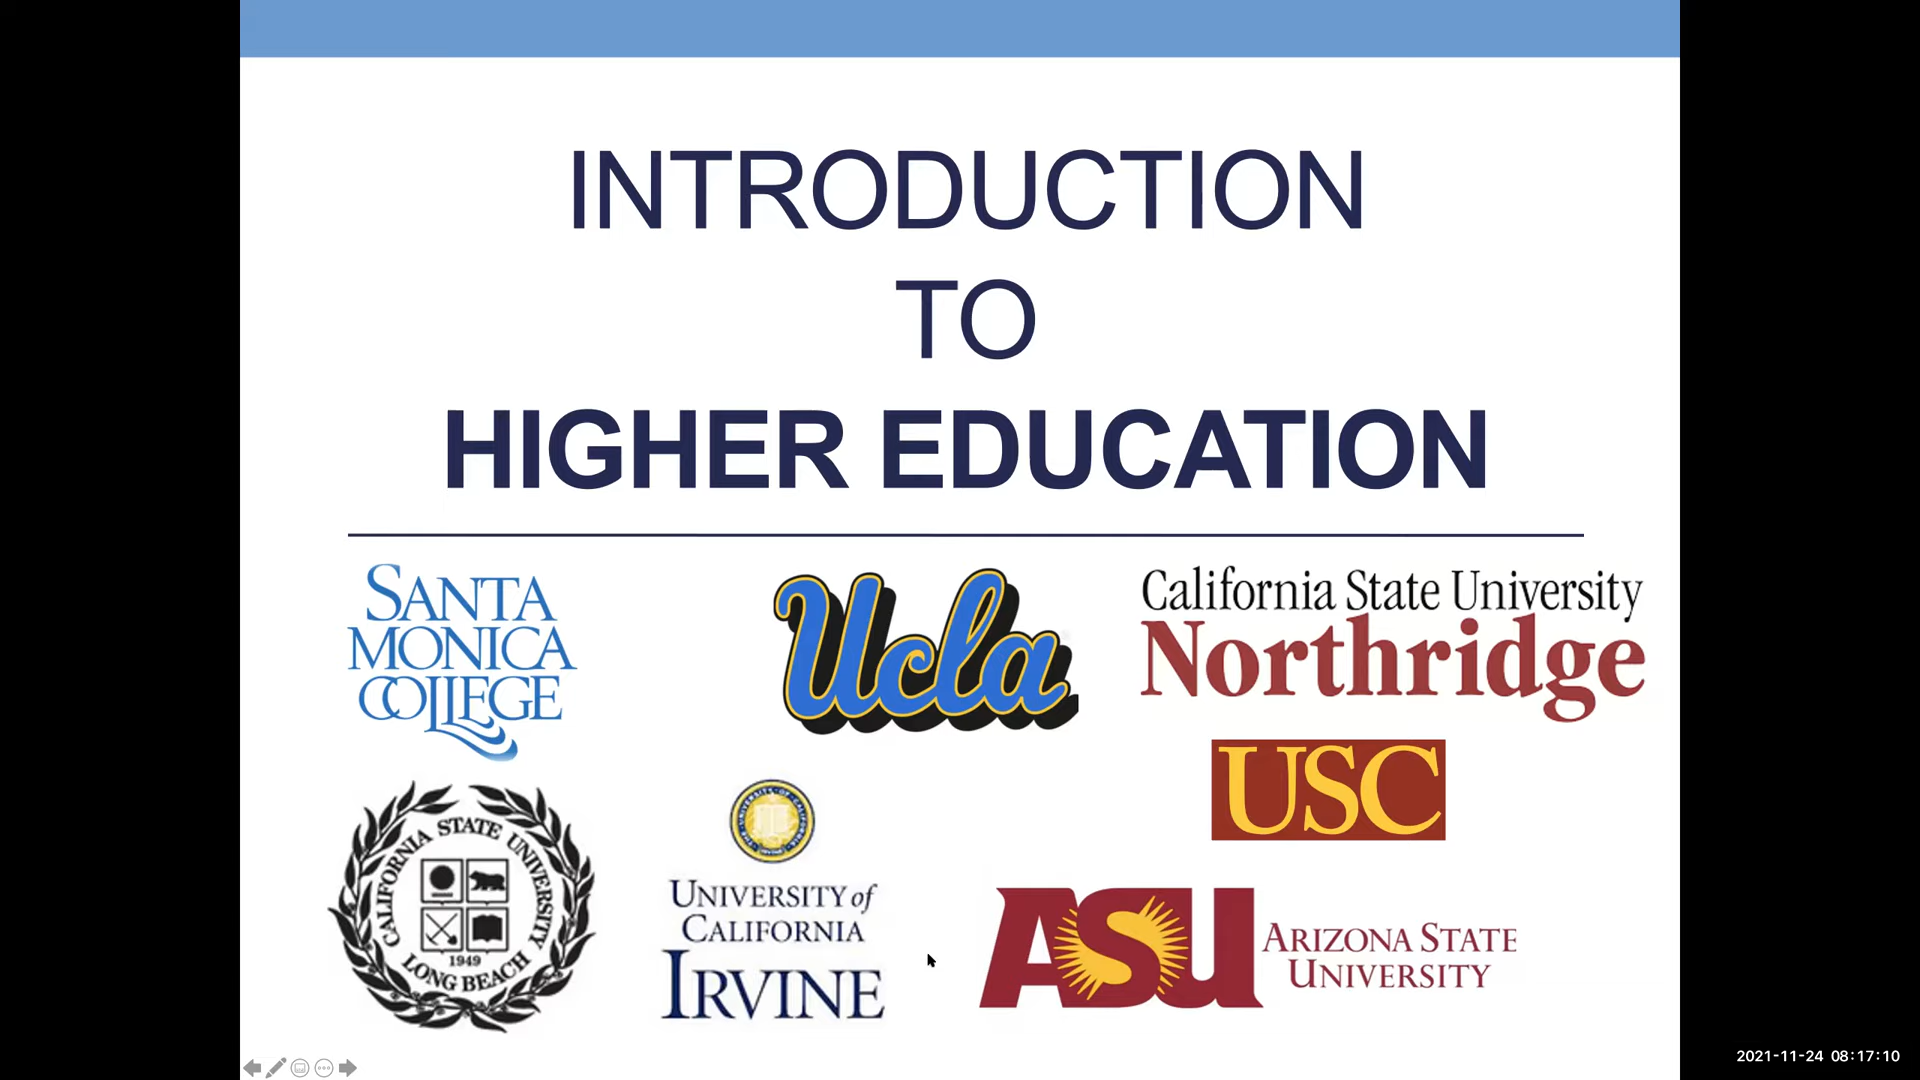 INTRODUCTION
TO
HIGHER EDUCATION
SANTA
MONICA
COLLEGE
Ucla
California State University
Northridge
USC
CALIFORNIA STATE UNIVERSITY
1949
LONG BEACH
UNIVERSITY of
CALIFORNIA
IRVINE
ASU
ARIZONA STATE
UNIVERSITY
2021-11-24 08:17:10